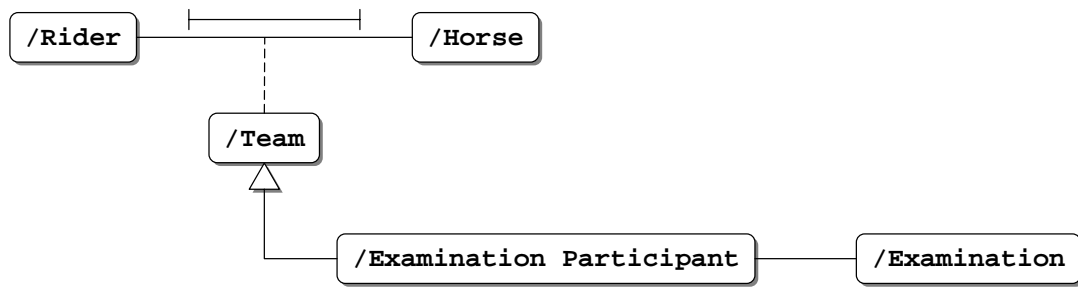 /Rider
/Horse
/Team
/Examination Participant
/Examination